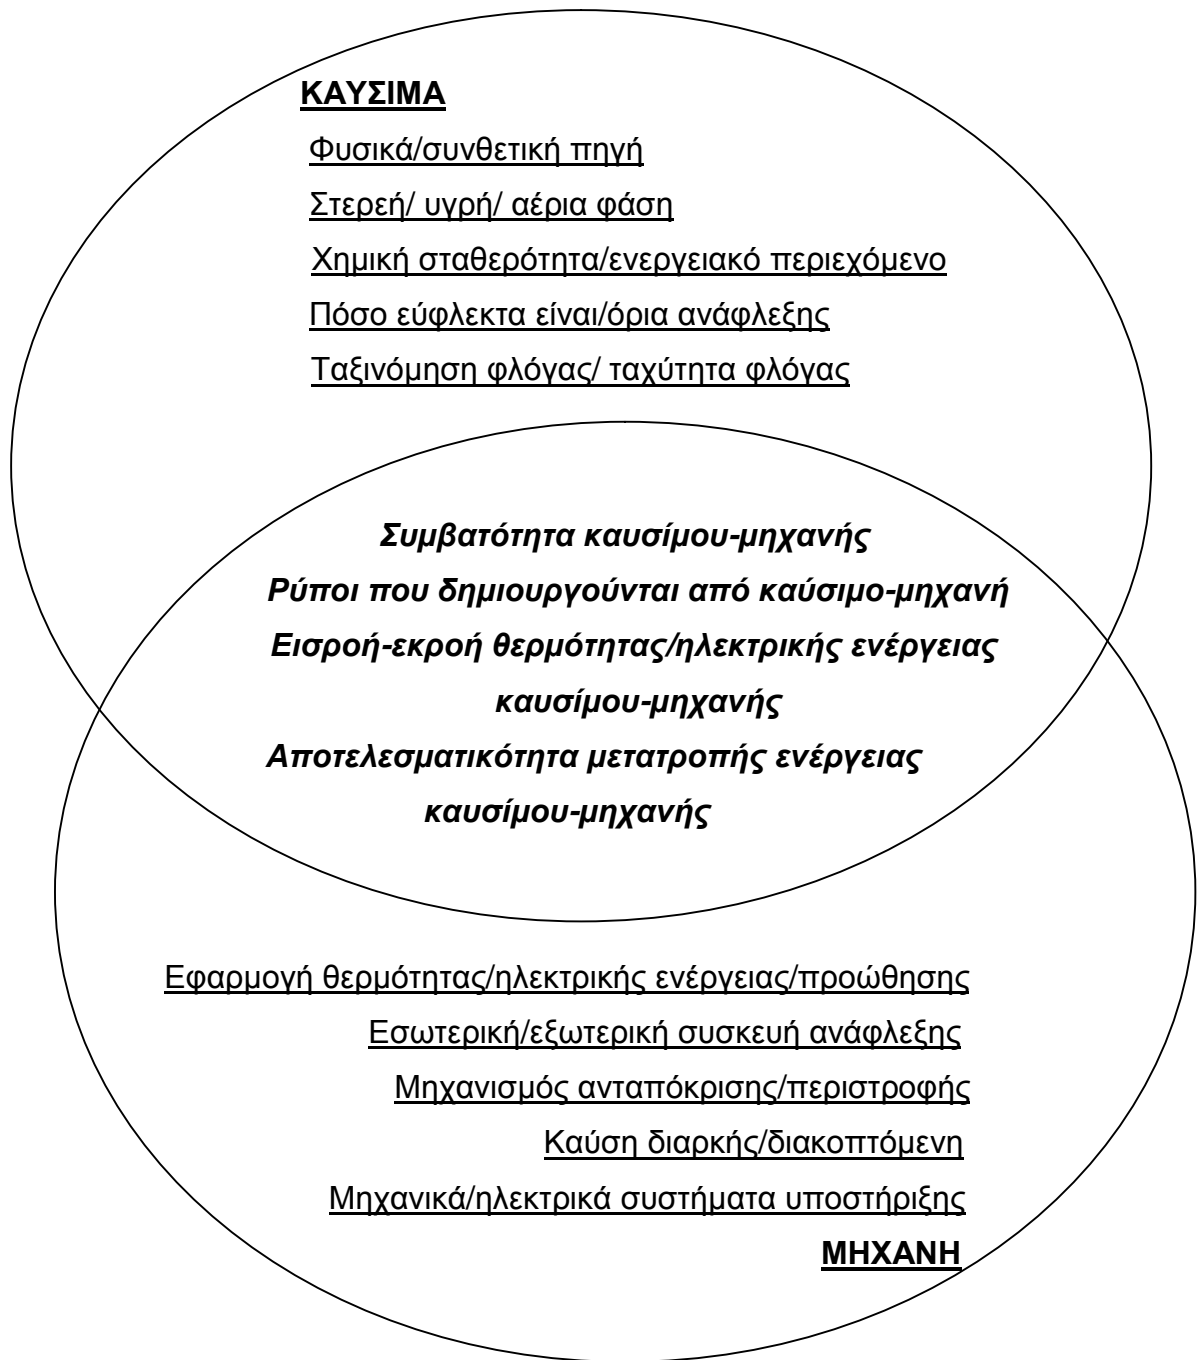 ΚΑΥΣΙΜΑ
Φυσικά/συνθετική πηγή
Στερεή/ υγρή/ αέρια φάση
Χημική σταθερότητα/ενεργειακό περιεχόμενο
Πόσο εύφλεκτα είναι/όρια ανάφλεξης
Ταξινόμηση φλόγας/ ταχύτητα φλόγας
Συμβατότητα καυσίμου-μηχανής
Ρύποι που δημιουργούνται από καύσιμο-μηχανή
Εισροή-εκροή θερμότητας/ηλεκτρικής ενέργειας
καυσίμου-μηχανής
Αποτελεσματικότητα μετατροπής ενέργειας
καυσίμου-μηχανής
Εφαρμογή θερμότητας/ηλεκτρικής ενέργειας/προώθησης
Εσωτερική/εξωτερική συσκευή ανάφλεξης
Μηχανισμός ανταπόκρισης/περιστροφής
Καύση διαρκής/διακοπτόμενη
Μηχανικά/ηλεκτρικά συστήματα υποστήριξης
ΜΗΧΑΝΗ